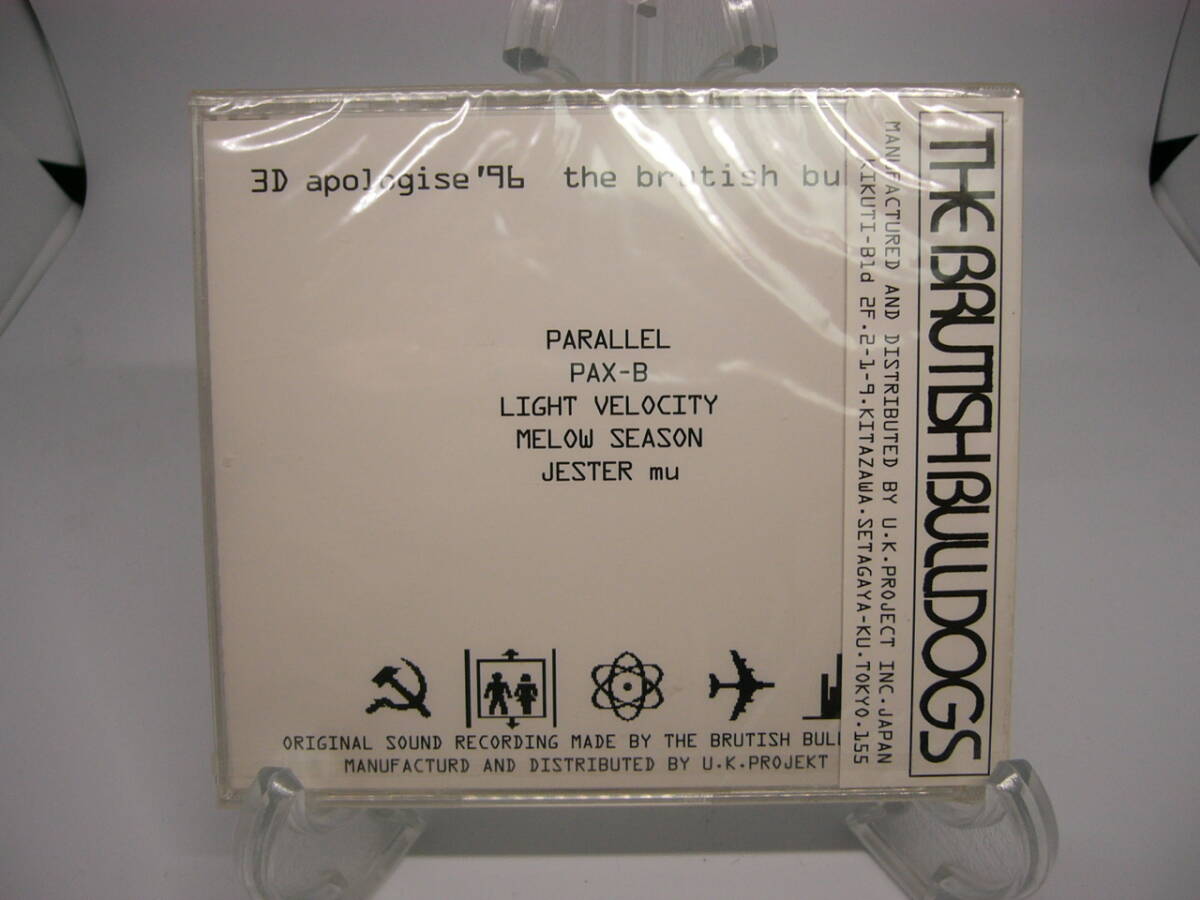 3D apologise '96 the brutish bu
PARALLEL
PAX-B
LIGHT VELOCITY
MELOW SEASON
JESTER mu
ORIGINAL SOUND RECORDING MADE BY THE BRUTISH BULL
MANUFACTURD AND DISTRIBUTED BY U.K.PROJEKT
THE BRUTISH BULLDOGS
MANUFACTURED AND DISTRIBUTED BY U.K.PROJECT INC.JAPAN
KIKUTI-Bld 2F.2-1-9.KITAZAWA.SETAGAYA-KU.TOKYO.155